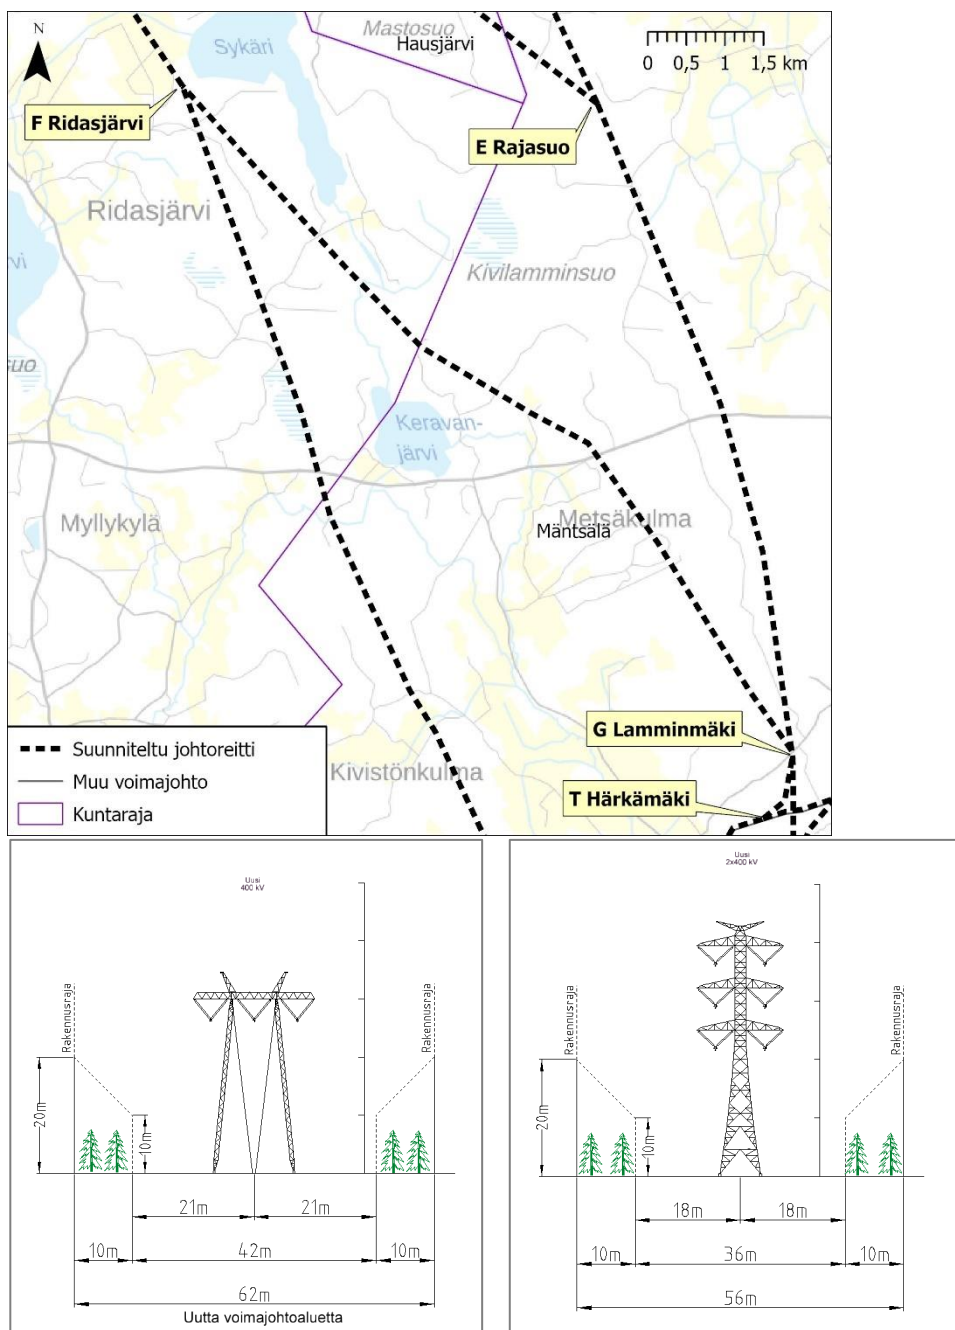 Mastosuo
Hausjärvi
Sykäri
N
0 0,5 1 1,5 km
F Ridasjärvi
E Rajasuo
Ridasjärvi
rvi
Kivilamminsuo
suo
Keravan-
järvi
Myllykylä
Metsäkulma
Mäntsälä
G Lamminmäki
Kivistönkulma
T Härkämäki
Suunniteltu johtoreitti
Muu voimajohto
Kuntaraja
Uusi
400 kV
Rakennusraja
Rakennusraja
20m
10m
21m
21m
10m
42m
10m
62m
Uutta voimajohtoaluetta
Uusi
2x400 kV
Rakennusraja
Rakennusraja
20m
10m
18m
18m
10m
36m
10m
56m